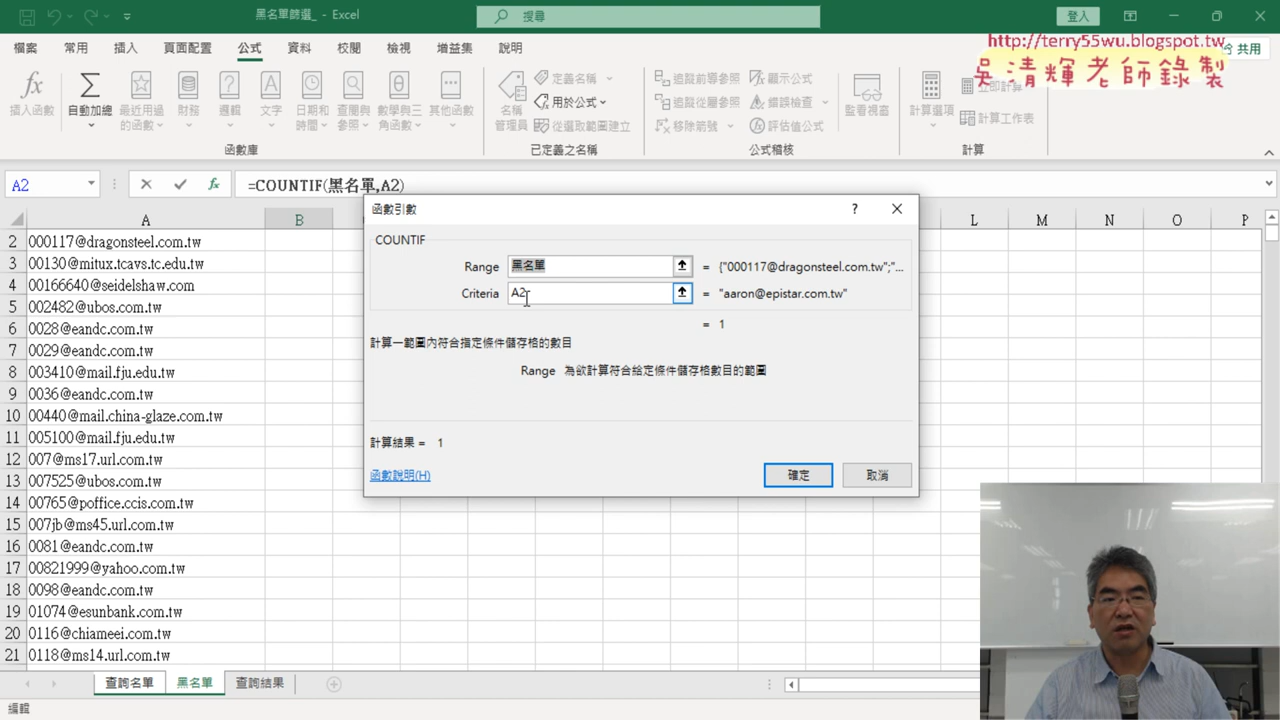 黑名單篩選_ - Excel
搜尋
登入
檔案 常用 插入 頁面配置 公式 資料 校閱 檢視 增益集 說明
共用
http://terry55wu.blogspot.tw
吳清輝老師錄製
插入函數
自動加總
最近用過的函數
財務
邏輯
文字
日期和時間
查閱與參照
數學與三角函數
其他函數
函數庫
名稱管理員
定義名稱
用於公式
從選取範圍建立
已定義之名稱
追蹤前導參照
追蹤從屬參照
移除箭號
顯示公式
錯誤檢查
評估值公式
公式稽核
監看視窗
計算選項
立即計算
計算工作表
計算
A2
fx
=COUNTIF(黑名單,A2)
A B L M N O P
2 000117@dragonsteel.com.tw
3 00130@mitux.tcavs.tc.edu.tw
4 00166640@seidelshaw.com
5 002482@ubos.com.tw
6 0028@eandc.com.tw
7 0029@eandc.com.tw
8 003410@mail.fju.edu.tw
9 0036@eandc.com.tw
10 00440@mail.china-glaze.com.tw
11 005100@mail.fju.edu.tw
12 007@ms17.url.com.tw
13 007525@ubos.com.tw
14 00765@poffice.ccis.com.tw
15 007jb@ms45.url.com.tw
16 0081@eandc.com.tw
17 00821999@yahoo.com.tw
18 0098@eandc.com.tw
19 01074@esunbank.com.tw
20 0116@chiameei.com.tw
21 0118@ms14.url.com.tw
函數引數
?
COUNTIF
Range 黑名單 = {"000117@dragonsteel.com.tw";"...
Criteria A2 = "aaron@epistar.com.tw"
= 1
計算一範圍內符合指定條件儲存格的數目
Range 為欲計算符合給定條件儲存格數目的範圍
計算結果 = 1
函數說明(H)
確定
取消
查詢名單 黑名單 查詢結果
編輯